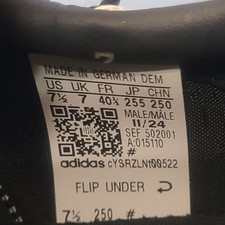 MADE IN GERMAN DEM
US UK FR JP CHN
7½ 7 40⅔ 255 250
MALE/MÂLE
11/24
SEF 502001
A:015110
#
adidas cYSRZLNt00522
FLIP UNDER
7½ 250 #